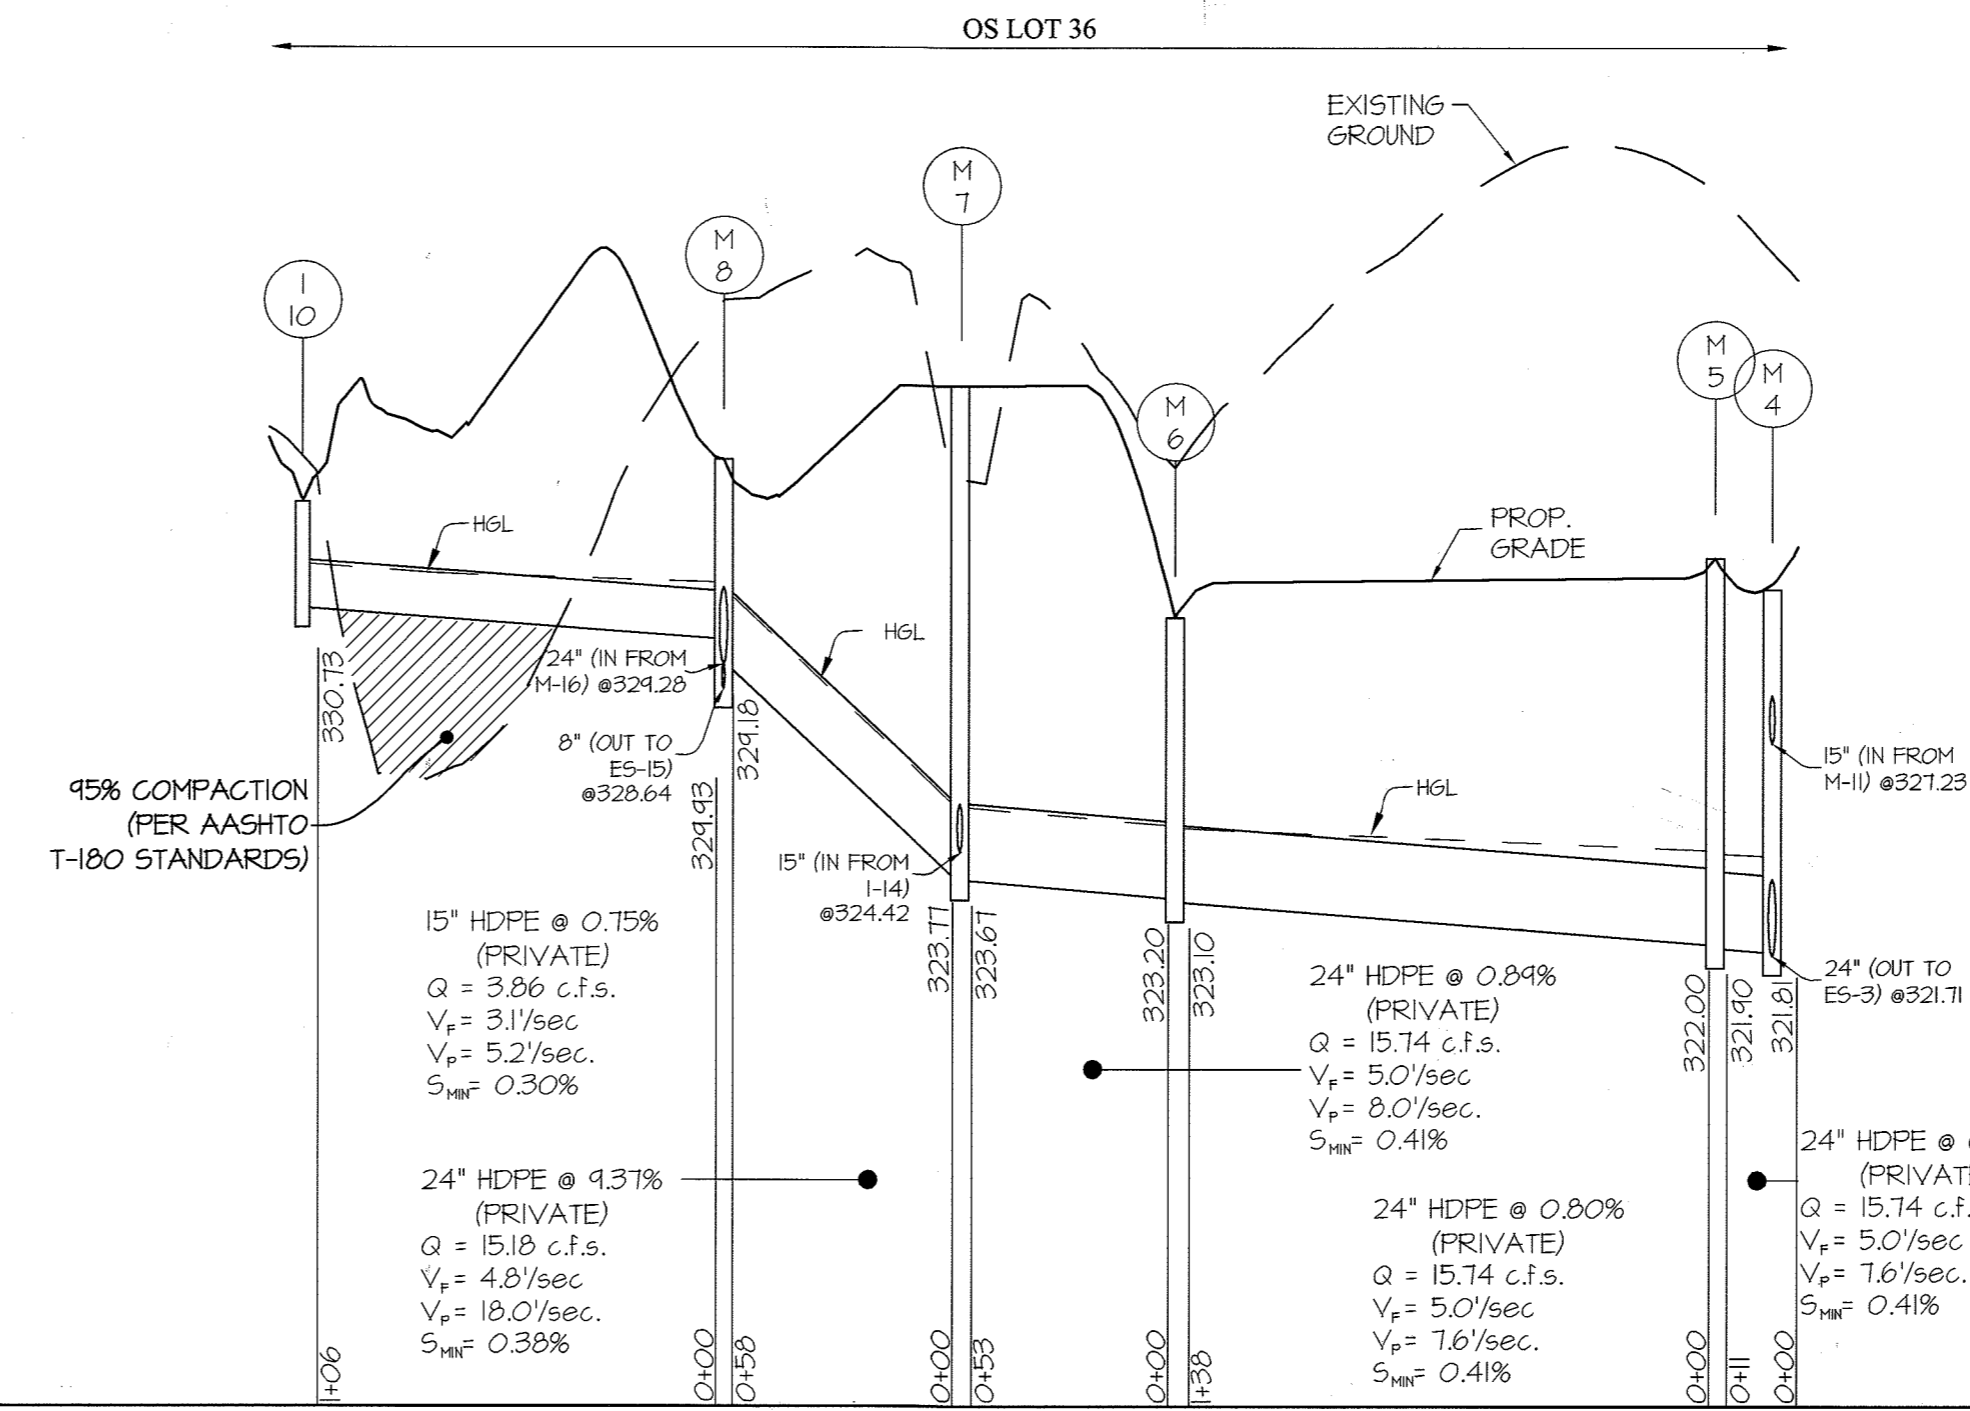 OS LOT 36
EXISTING
GROUND
M
7
M
8
I
10
M
5
M
4
M
6
HGL
PROP.
GRADE
HGL
24" (IN FROM
M-16) @329.28
330.73
329.18
8" (OUT TO
ES-15)
@328.64
329.93
95% COMPACTION
(PER AASHTO
T-180 STANDARDS)
HGL
15" (IN FROM
M-11) @327.23
15" (IN FROM
I-14)
@324.42
323.77
323.67
323.20
323.10
322.00
321.90
321.81
24" (OUT TO
ES-3) @321.71
15" HDPE @ 0.75%
(PRIVATE)
Q = 3.86 c.f.s.
VF= 3.1'/sec
VP= 5.2'/sec.
SMIN= 0.30%
24" HDPE @ 0.89%
(PRIVATE)
Q = 15.74 c.f.s.
VF= 5.0'/sec
VP= 8.0'/sec.
SMIN= 0.41%
24" HDPE @ 9.37%
(PRIVATE)
Q = 15.18 c.f.s.
VF= 4.8'/sec
VP= 18.0'/sec.
SMIN= 0.38%
24" HDPE @ 0.80%
(PRIVATE)
Q = 15.74 c.f.s.
VF= 5.0'/sec
VP= 7.6'/sec.
SMIN= 0.41%
24" HDPE @
(PRIVAT
Q = 15.74 c.f.
VF= 5.0'/sec
VP= 7.6'/sec.
SMIN= 0.41%
1+06
0+00
0+58
0+00
0+53
0+00
1+38
0+00
0+11
0+00